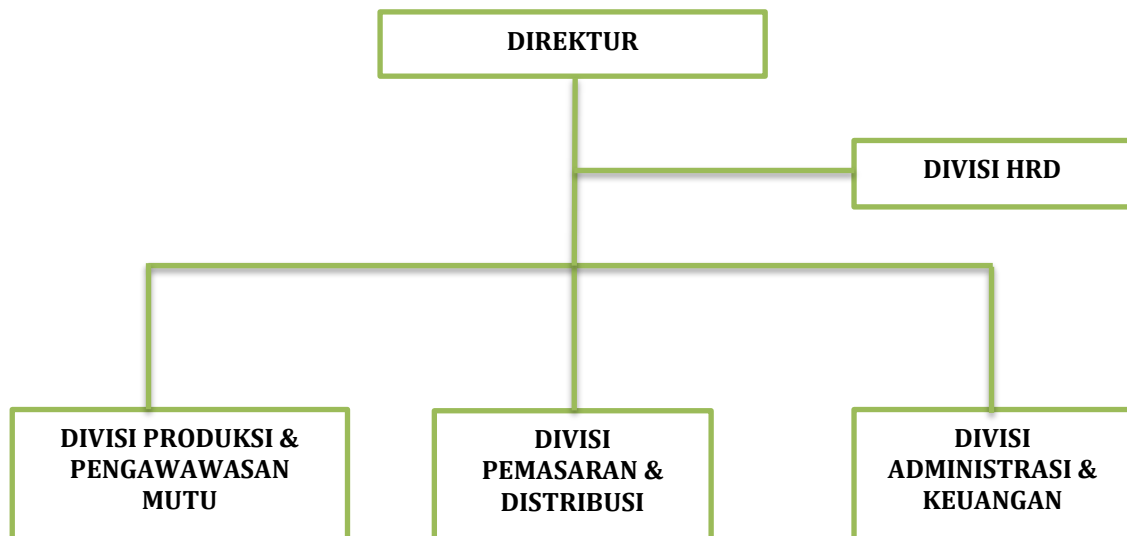 DIREKTUR
DIVISI HRD
DIVISI PRODUKSI &
PENGAWAWASAN
MUTU
DIVISI
PEMASARAN &
DISTRIBUSI
DIVISI
ADMINISTRASI &
KEUANGAN